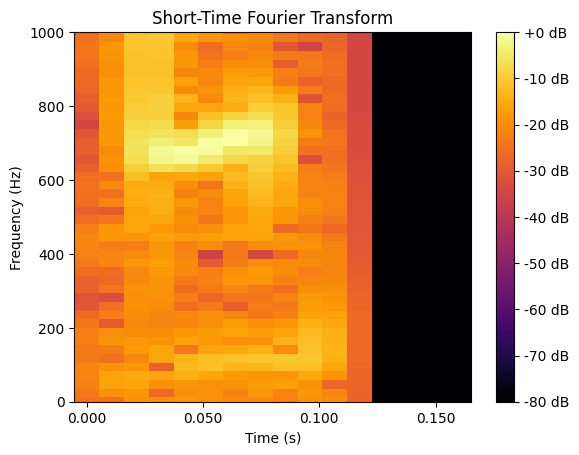 Short-Time Fourier Transform
1000
800
600
400
200
0
Frequency (Hz)
0.000
0.050
0.100
0.150
Time (s)
+0 dB
-10 dB
-20 dB
-30 dB
-40 dB
-50 dB
-60 dB
-70 dB
-80 dB